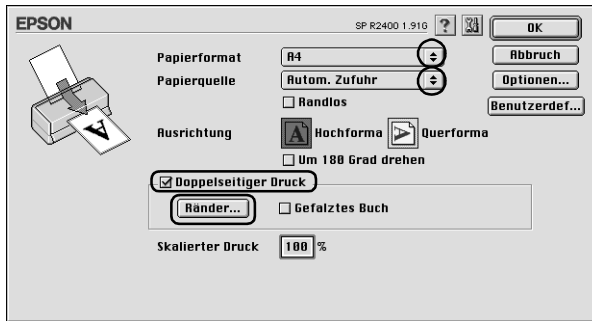 EPSON
SP R2400 1.91G ? OK
Papierformat A4 Abbruch
Papierquelle Autom. Zufuhr Optionen...
Randlos Benutzerdef...
Ausrichtung A Hochforma A Querforma
Um 180 Grad drehen
Doppelseitiger Druck
Ränder... Gefalztes Buch
Skalierter Druck 100 %
A